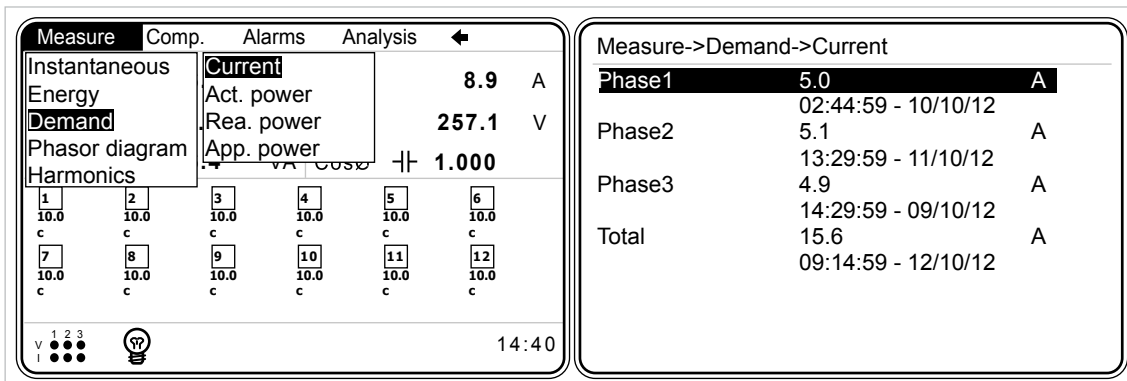 Measure Comp. Alarms Analysis
Instantaneous Current 8.9 A
Energy Act. power
Demand Rea. power 257.1 V
Phasor diagram App. power
Harmonics VA CosØ 1.000
1 2 3 4 5 6
10.0 10.0 10.0 10.0 10.0 10.0
c c c c c c
7 8 9 10 11 12
10.0 10.0 10.0 10.0 10.0 10.0
c c c c c c
1 2 3
V
I
14:40
Measure->Demand->Current
Phase1 5.0 A
02:44:59 - 10/10/12
Phase2 5.1 A
13:29:59 - 11/10/12
Phase3 4.9 A
14:29:59 - 09/10/12
Total 15.6 A
09:14:59 - 12/10/12